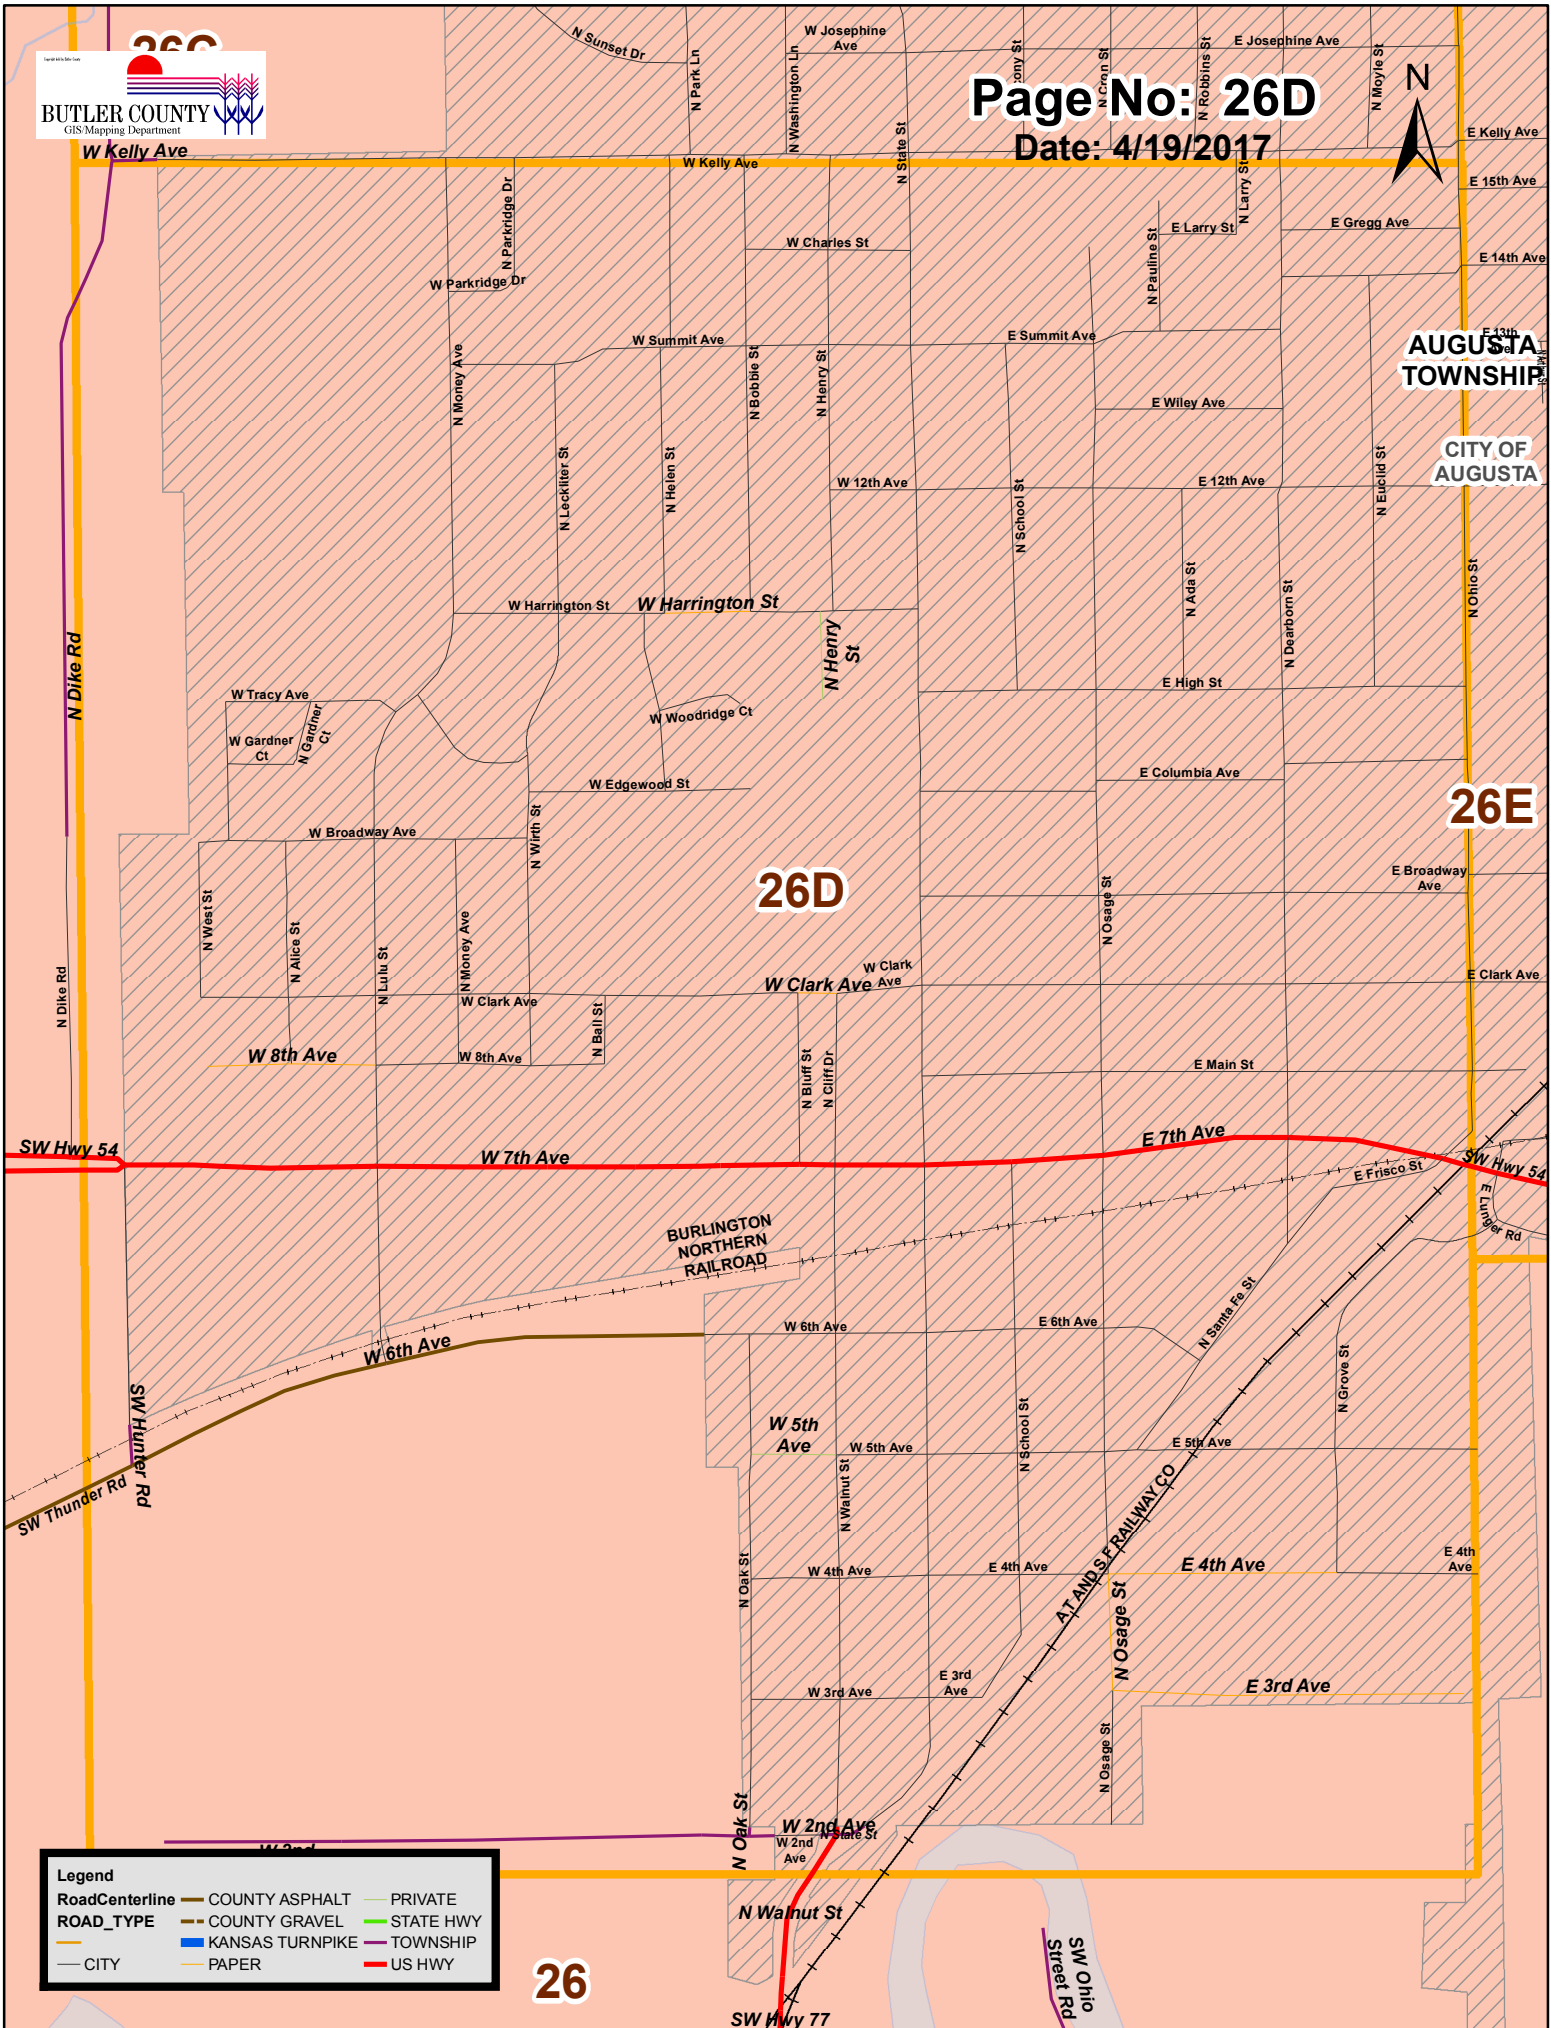 26C
BUTLER COUNTY
GIS/Mapping Department
Page No: 26D
Date: 4/19/2017
N
N Sunset Dr
N Park Ln
N Washington Ln
W Josephine
Ave
N State St
N Cron St
N Robbins St
E Josephine Ave
N Moyle St
W Kelly Ave
W Kelly Ave
E Kelly Ave
E 15th Ave
N Parkridge Dr
W Parkridge Dr
W Charles St
N Pauline St
E Larry St
N Larry St
E Gregg Ave
E 14th Ave
E 13th
AUGUSTA
TOWNSHIP
W Summit Ave
E Summit Ave
N Money Ave
N Bobbie St
N Henry St
E Wiley Ave
CITY OF
AUGUSTA
N Leckliter St
N Helen St
W 12th Ave
N School St
E 12th Ave
N Euclid St
N Ada St
N Dearborn St
N Ohio St
W Harrington St
W Harrington St
N Henry
St
N Dike Rd
W Tracy Ave
N Gardner
Ct
W Gardner
Ct
W Woodridge Ct
E High St
W Edgewood St
E Columbia Ave
26E
W Broadway Ave
N Wirth St
26D
E Broadway
Ave
N West St
N Alice St
N Lulu St
N Money Ave
N Osage St
N Dike Rd
W Clark Ave
W Clark Ave
W Clark
Ave
E Clark Ave
N Ball St
N Bluff St
N Cliff Dr
W 8th Ave
W 8th Ave
E Main St
SW Hwy 54
W 7th Ave
E 7th Ave
SW Hwy 54
E Frisco St
E Lunger Rd
BURLINGTON
NORTHERN
RAILROAD
W 6th Ave
W 6th Ave
E 6th Ave
N Santa Fe St
N Grove St
SW Hunter Rd
SW Thunder Rd
W 5th
Ave
W 5th Ave
N Walnut St
N School St
E 5th Ave
A T AND S F RAILWAY CO
N Oak St
W 4th Ave
E 4th Ave
E 4th Ave
E 4th
Ave
N Osage St
W 3rd Ave
E 3rd
Ave
E 3rd Ave
N Osage St
N Oak St
W 2nd Ave
N State St
W 2nd
Ave
W 2nd
N Walnut St
SW Ohio
Street Rd
26
SW Hwy 77
Legend
RoadCenterline
ROAD_TYPE
CITY
COUNTY ASPHALT
COUNTY GRAVEL
KANSAS TURNPIKE
PAPER
PRIVATE
STATE HWY
TOWNSHIP
US HWY